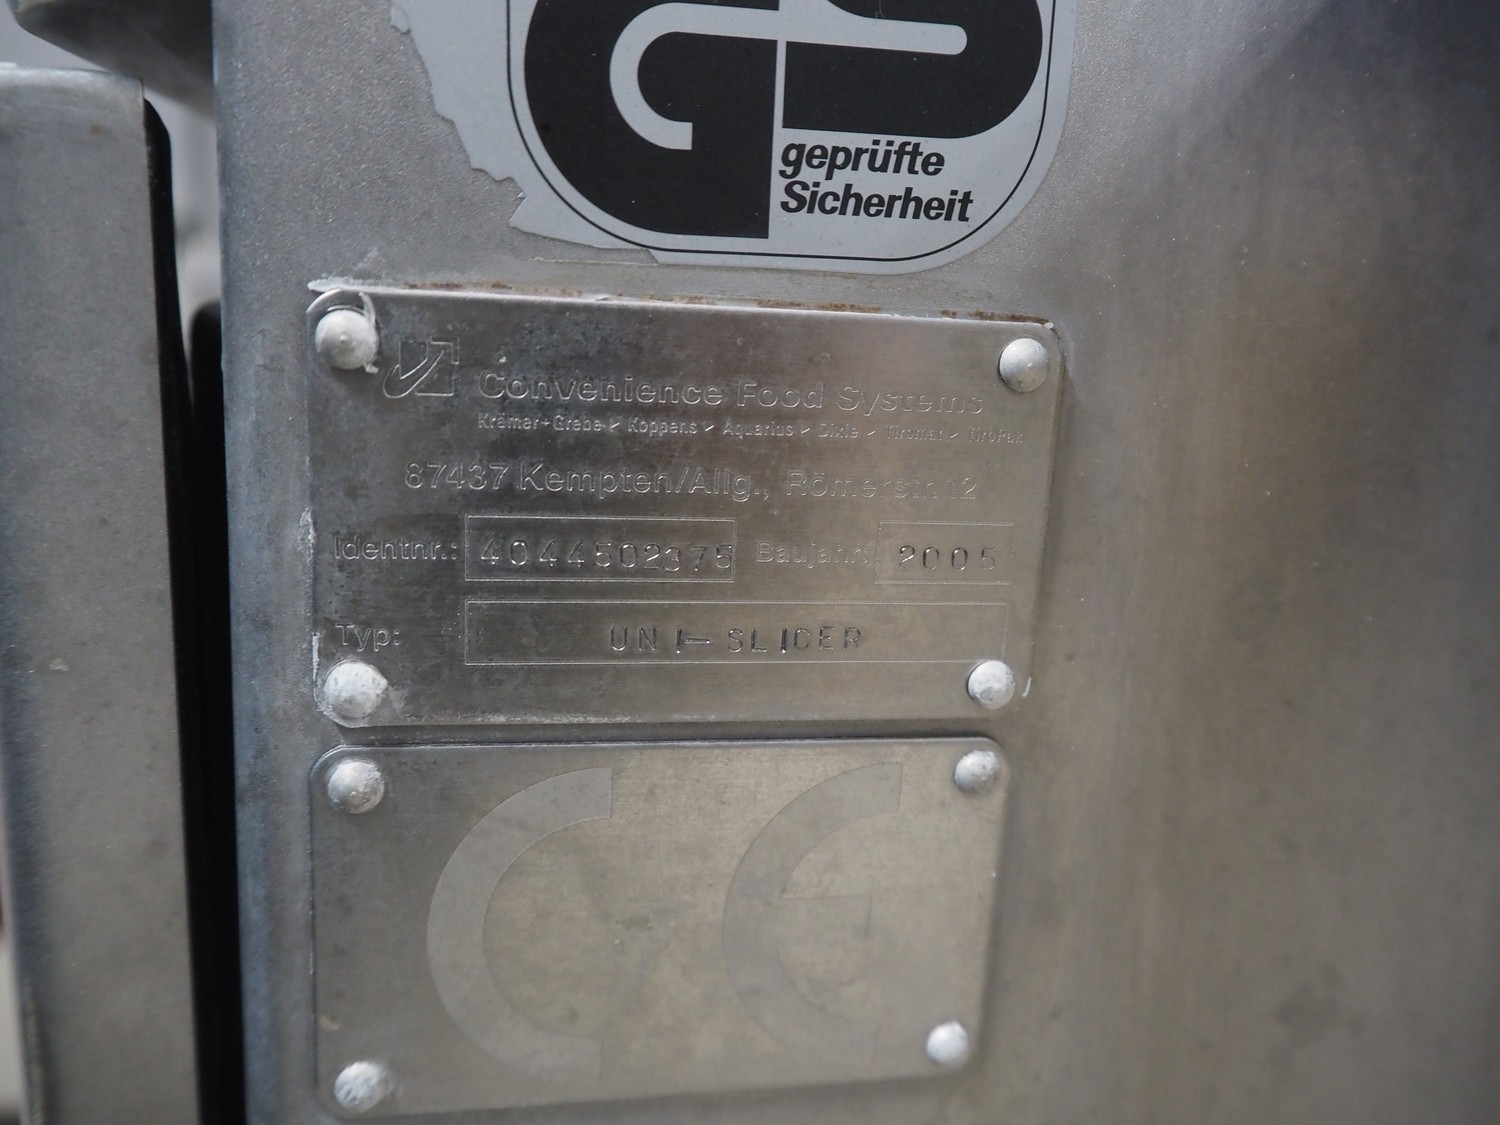 geprüfte
Sicherheit
Convenience Food Systems
Krämer+Grebe > Koppens > Aquarius > Dixie > Tiromat > TiroPak
87437 Kempten/Allg., Römerstr. 12
Identnr.: 4044502375 Baujahr: 2005
Typ: UNI-SLICER
CE